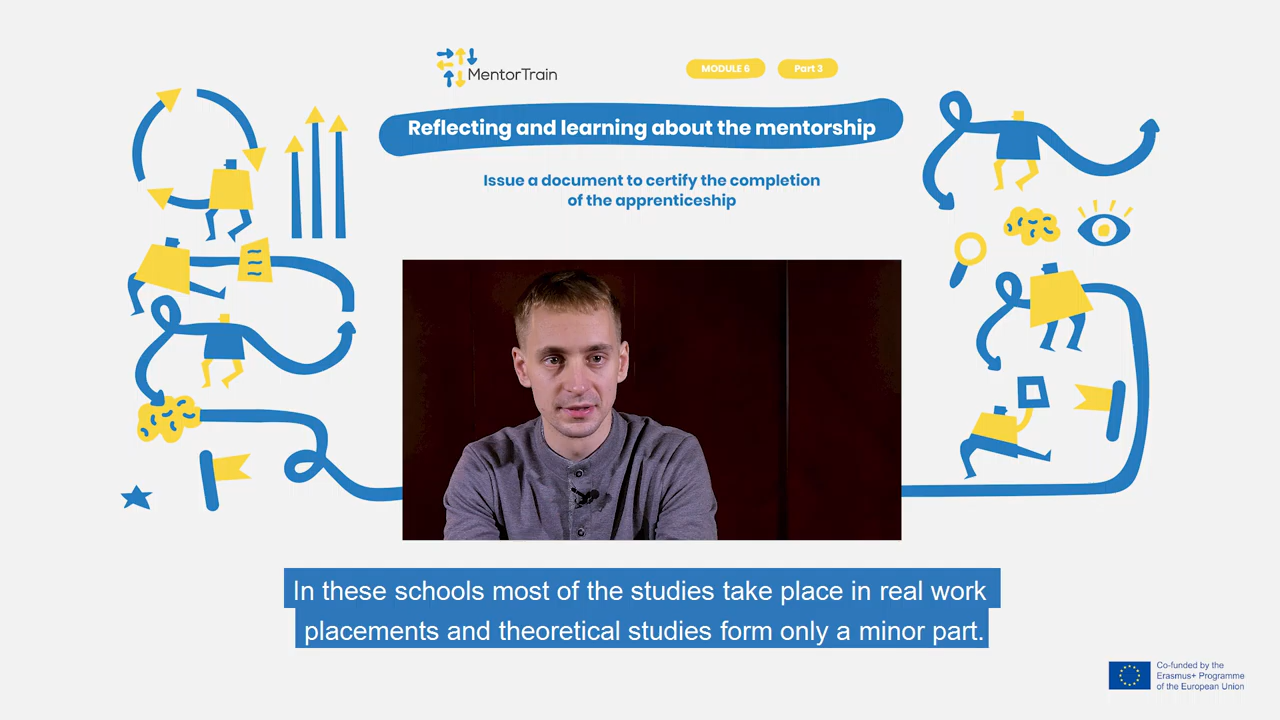 MentorTrain
MODULE 6
Part 3
Reflecting and learning about the mentorship
Issue a document to certify the completion
of the apprenticeship
In these schools most of the studies take place in real work
placements and theoretical studies form only a minor part.
Co-funded by the
Erasmus+ Programme
of the European Union